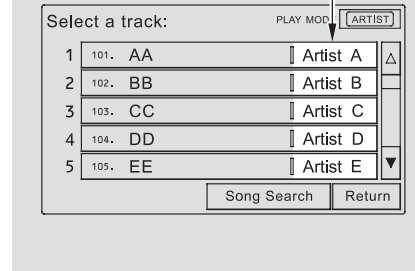 Select a track: PLAY MODE ARTIST
1 101. AA Artist A
2 102. BB Artist B
3 103. CC Artist C
4 104. DD Artist D
5 105. EE Artist E
Song Search Return